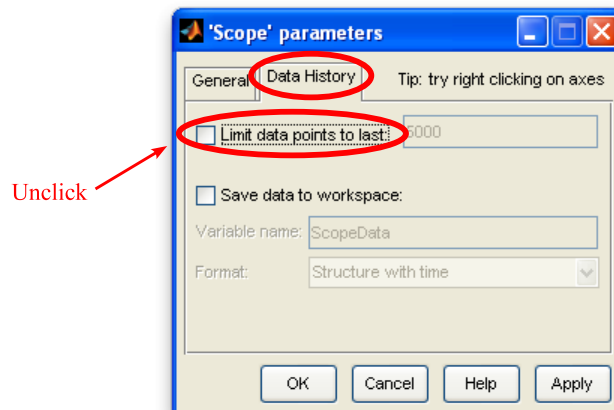 'Scope' parameters
General Data History Tip: try right clicking on axes
Limit data points to last: 5000
Unclick
Save data to workspace:
Variable name: ScopeData
Format: Structure with time
OK Cancel Help Apply